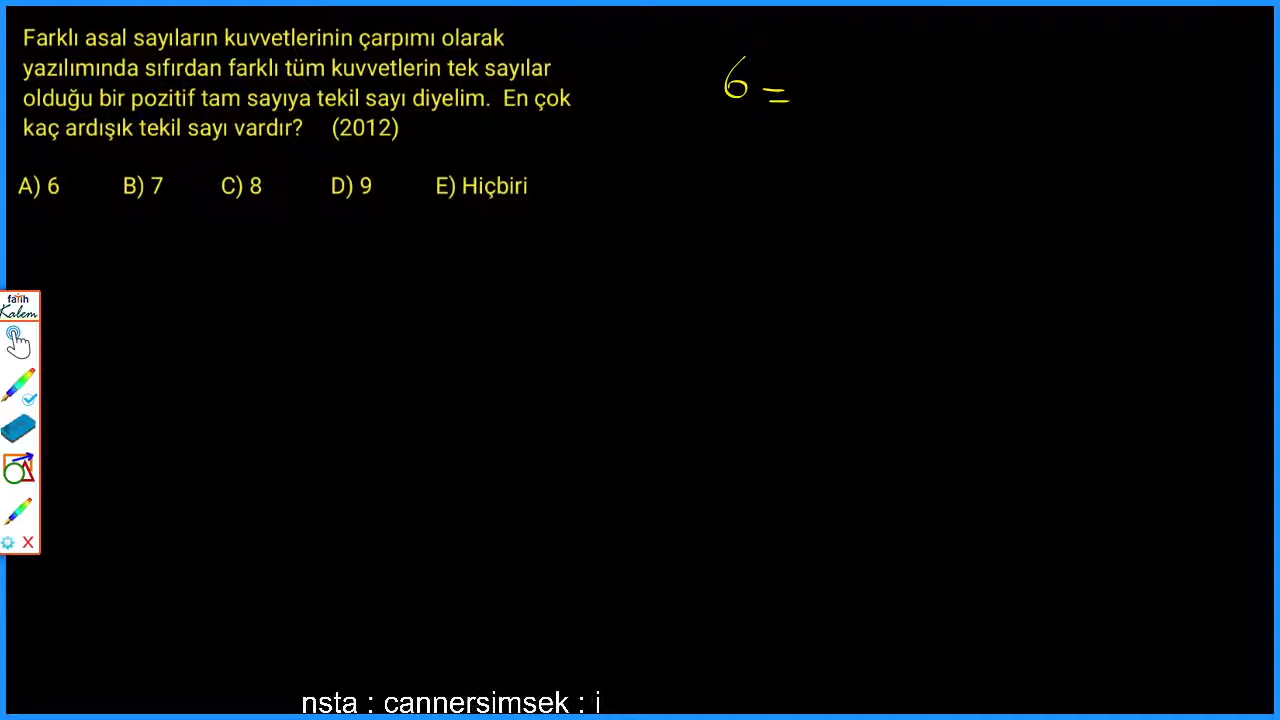 Farklı asal sayıların kuvvetlerinin çarpımı olarak
yazılımında sıfırdan farklı tüm kuvvetlerin tek sayılar
olduğu bir pozitif tam sayıya tekil sayı diyelim. En çok
kaç ardışık tekil sayı vardır? (2012)
A) 6 B) 7 C) 8 D) 9 E) Hiçbiri
6 =
fatih
Kalem
nsta : cannersimsek : i